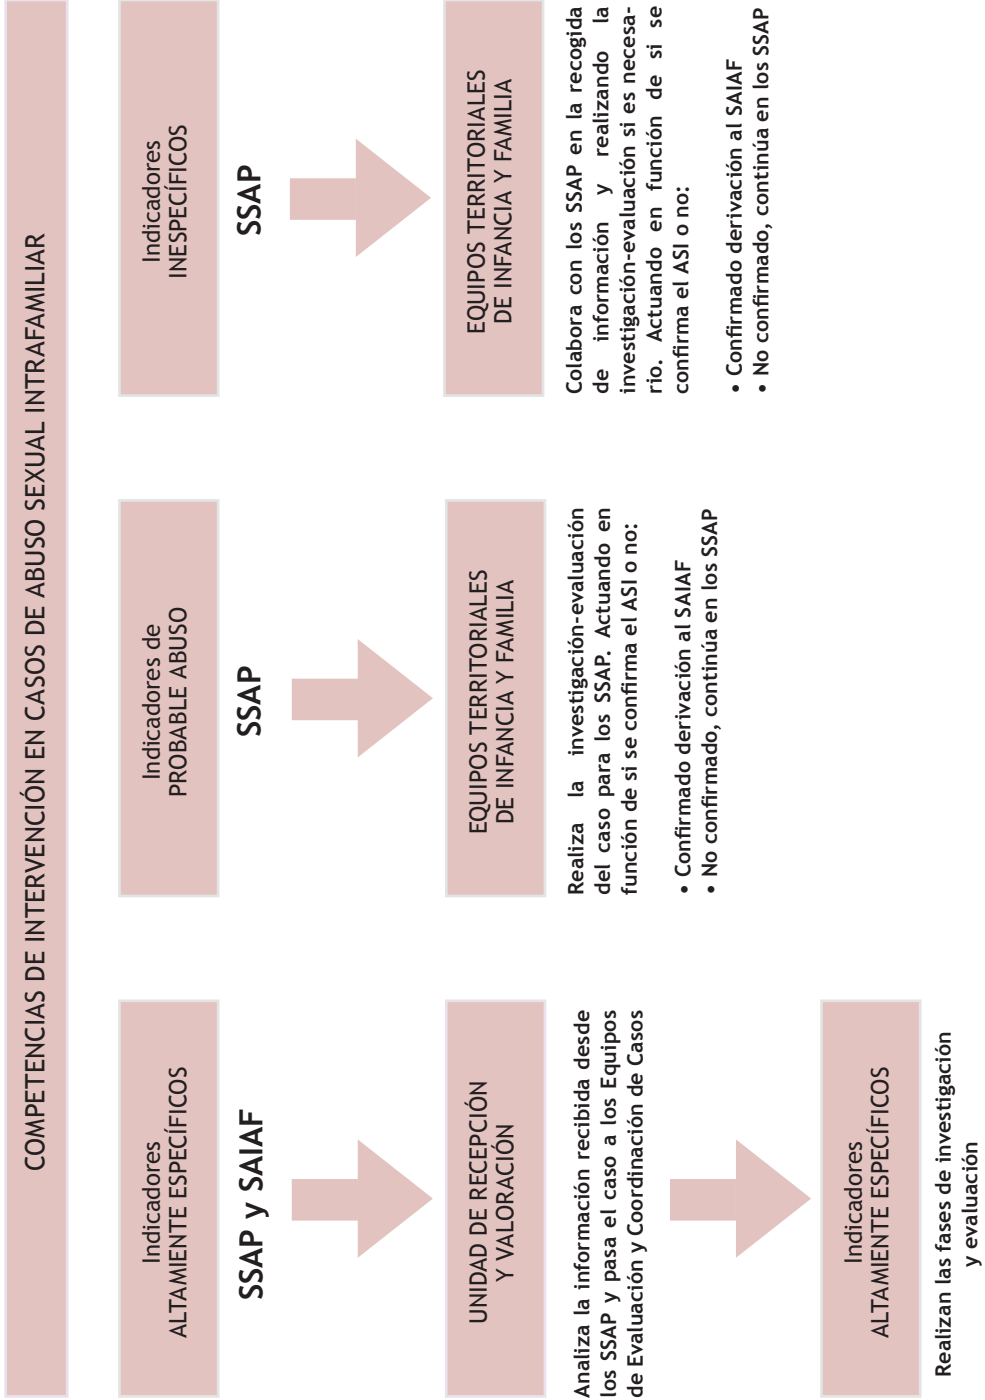 COMPETENCIAS DE INTERVENCIÓN EN CASOS DE ABUSO SEXUAL INTRAFAMILIAR
Indicadores
ALTAMIENTE ESPECÍFICOS
SSAP y SAIAF
UNIDAD DE RECEPCIÓN
Y VALORACIÓN
Analiza la información recibida desde
los SSAP y pasa el caso a los Equipos
de Evaluación y Coordinación de Casos
Indicadores
ALTAMIENTE ESPECÍFICOS
Realizan las fases de investigación
y evaluación
Indicadores de
PROBABLE ABUSO
SSAP
EQUIPOS TERRITORIALES
DE INFANCIA Y FAMILIA
Realiza la investigación-evaluación
del caso para los SSAP. Actuando en
función de si se confirma el ASI o no:
• Confirmado derivación al SAIAF
• No confirmado, continúa en los SSAP
Indicadores
INESPECÍFICOS
SSAP
EQUIPOS TERRITORIALES
DE INFANCIA Y FAMILIA
Colabora con los SSAP en la recogida
de información y realizando la
investigación-evaluación si es necesa-
rio. Actuando en función de si se
confirma el ASI o no:
• Confirmado derivación al SAIAF
• No confirmado, continúa en los SSAP